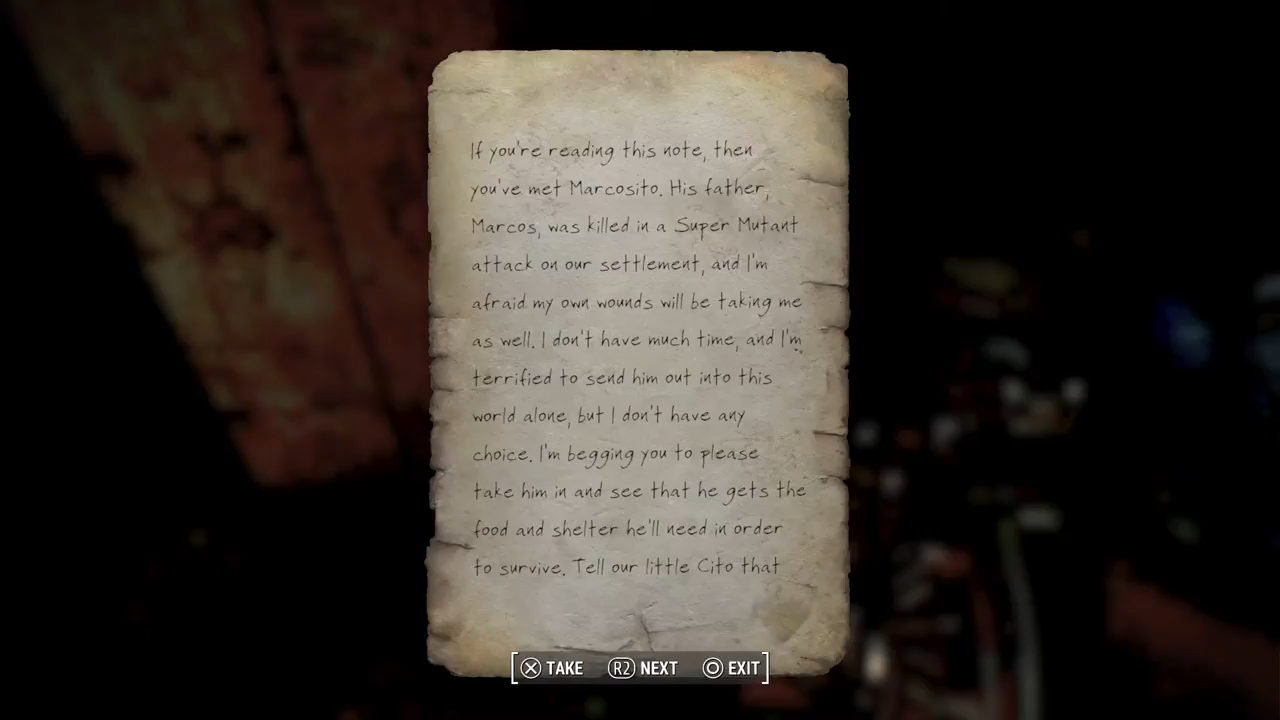 If you're reading this note, then
you've met Marcosito. His father,
Marcos, was killed in a Super Mutant
attack on our settlement, and I'm
afraid my own wounds will be taking me
as well. I don't have much time, and I'm
terrified to send him out into this
world alone, but I don't have any
choice. I'm begging you to please
take him in and see that he gets the
food and shelter he'll need in order
to survive. Tell our little Cito that
TAKE R2 NEXT EXIT